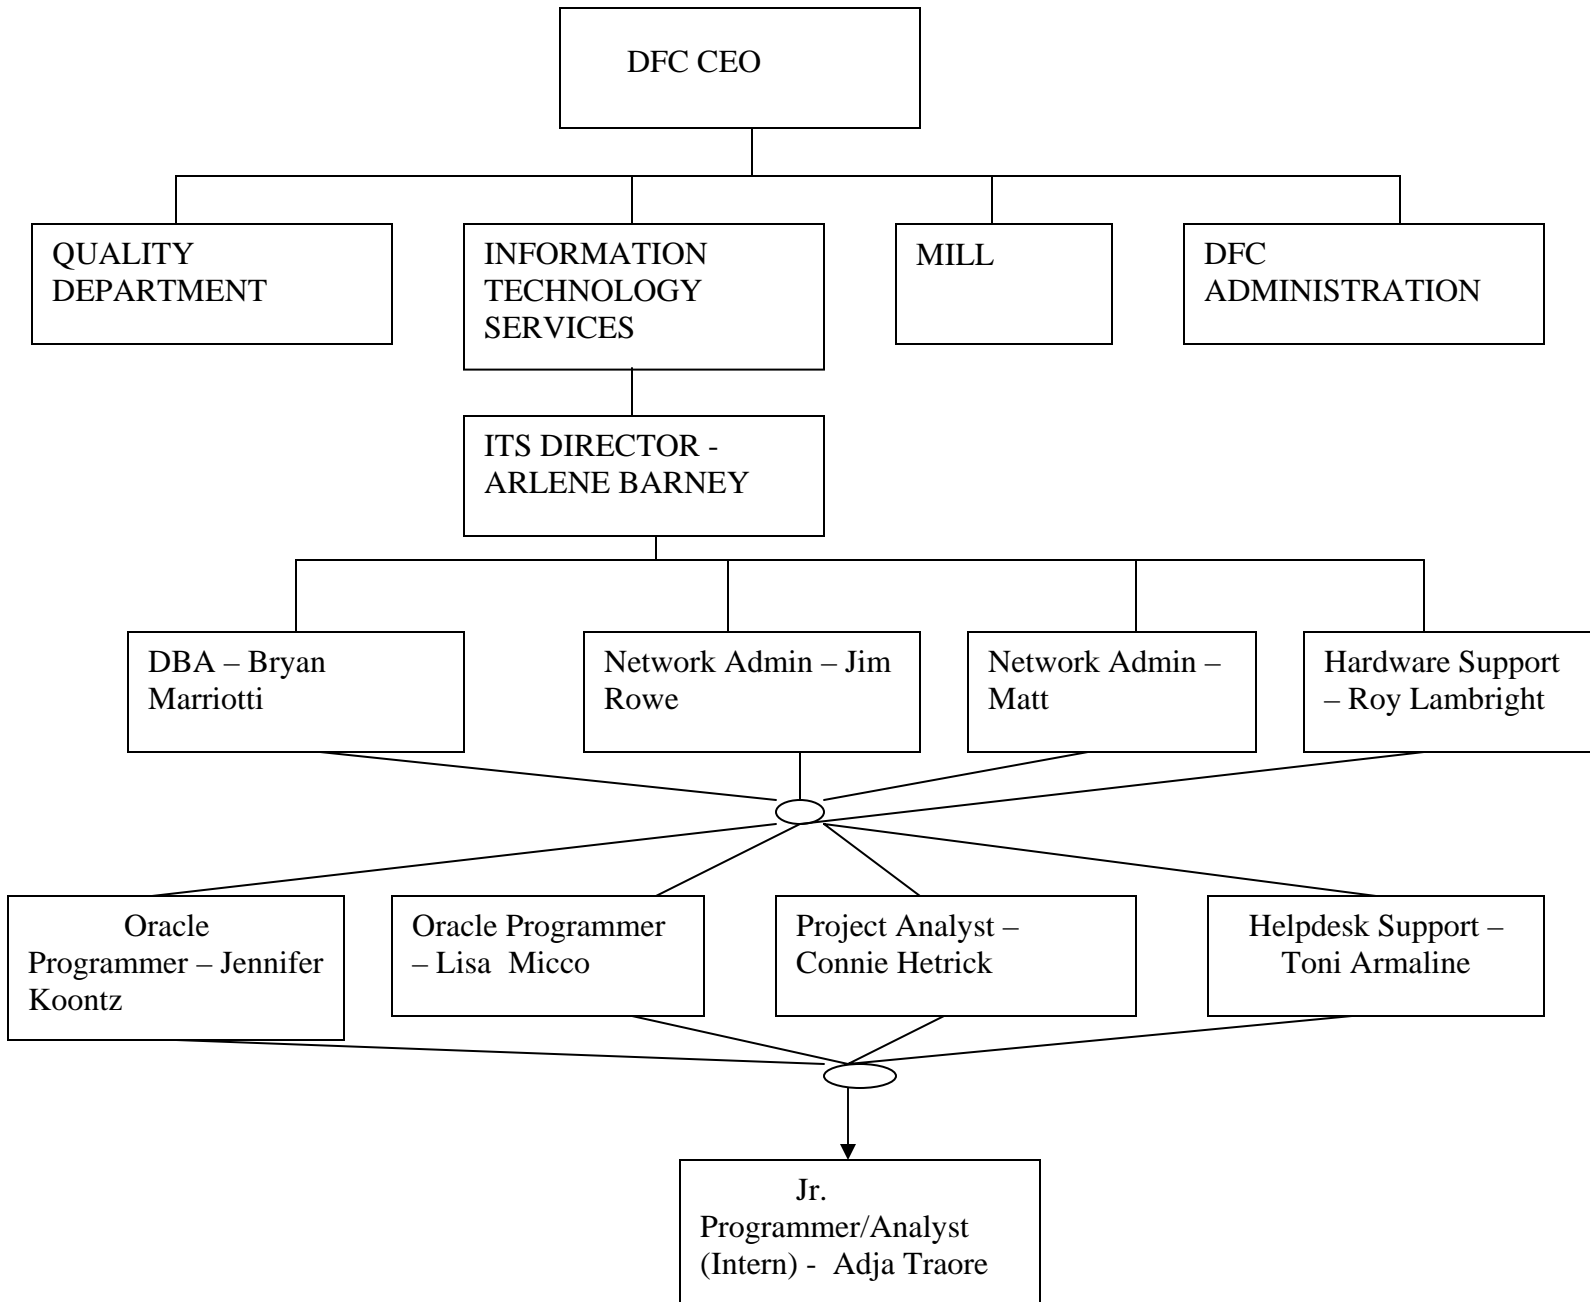 DFC CEO
QUALITY
DEPARTMENT
INFORMATION
TECHNOLOGY
SERVICES
MILL
DFC
ADMINISTRATION
ITS DIRECTOR -
ARLENE BARNEY
DBA – Bryan
Marriotti
Network Admin – Jim
Rowe
Network Admin –
Matt
Hardware Support
– Roy Lambright
Oracle
Programmer – Jennifer
Koontz
Oracle Programmer
– Lisa  Micco
Project Analyst –
Connie Hetrick
Helpdesk Support –
Toni Armaline
Jr.
Programmer/Analyst
(Intern) -  Adja Traore